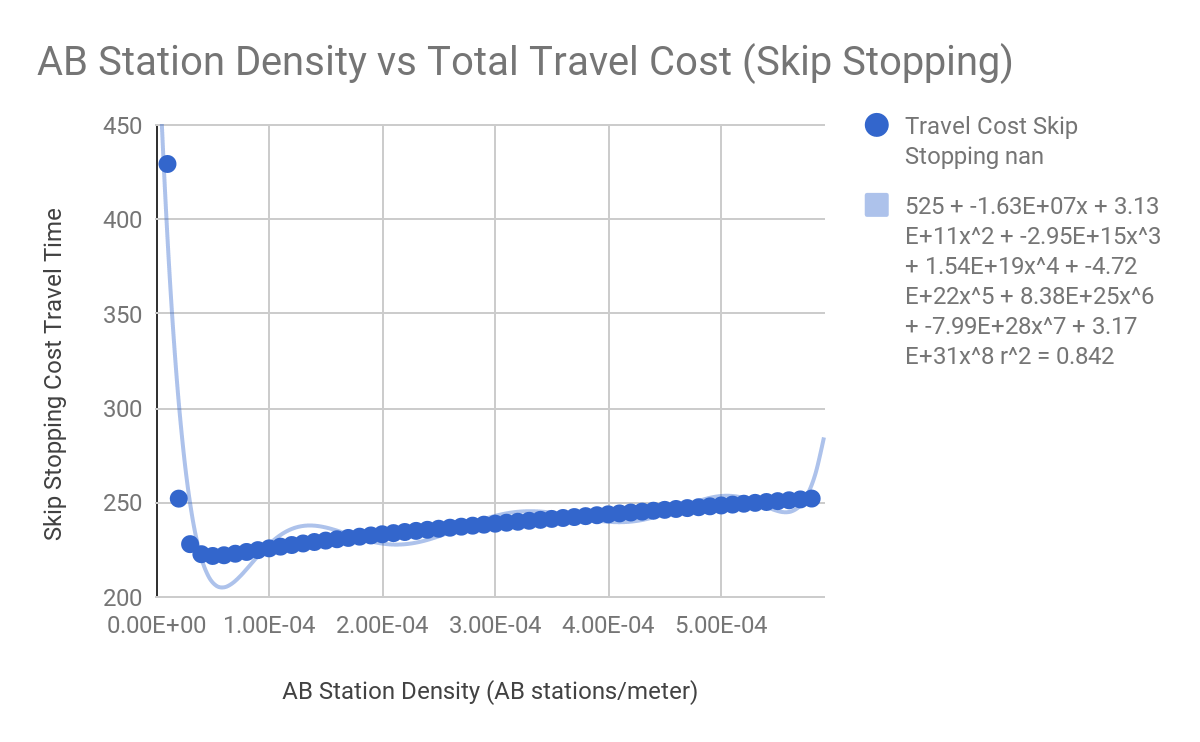 AB Station Density vs Total Travel Cost (Skip Stopping)
450
400
350
300
250
200
Skip Stopping Cost Travel Time
0.00E+00 1.00E-04 2.00E-04 3.00E-04 4.00E-04 5.00E-04
AB Station Density (AB stations/meter)
Travel Cost Skip
Stopping nan
525 + -1.63E+07x + 3.13
E+11x^2 + -2.95E+15x^3
+ 1.54E+19x^4 + -4.72
E+22x^5 + 8.38E+25x^6
+ -7.99E+28x^7 + 3.17
E+31x^8 r^2 = 0.842